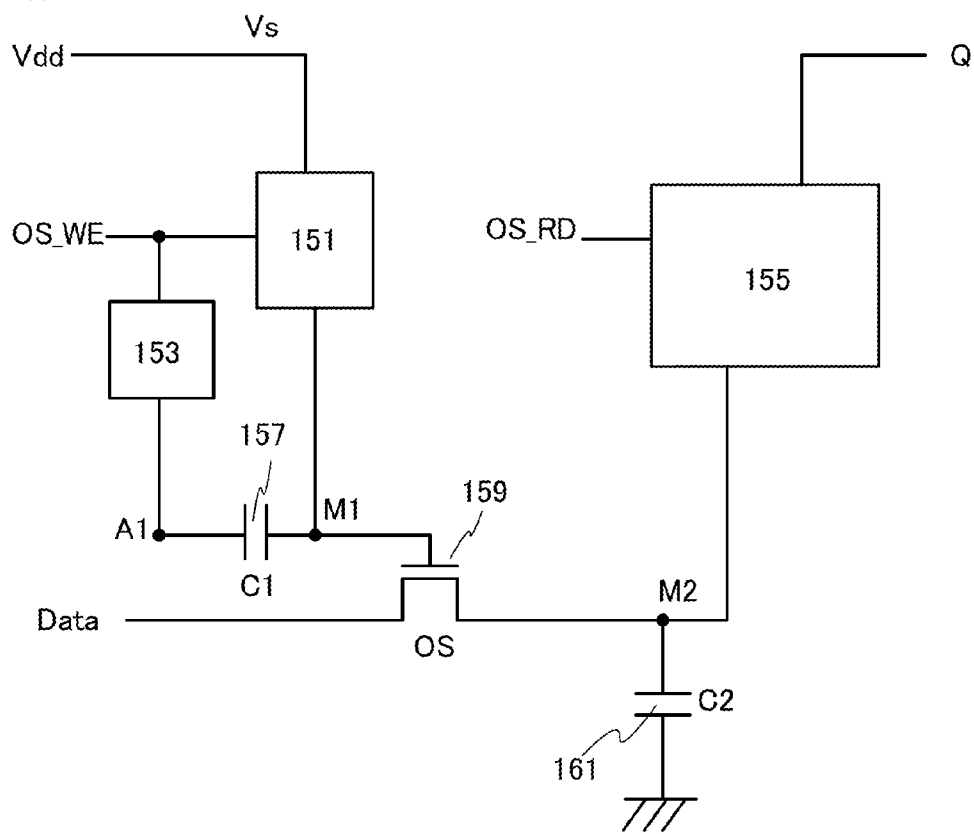 Vs
Vdd
Q
OS_WE
151
OS_RD
155
153
157
159
A1
M1
C1
M2
Data
OS
C2
161